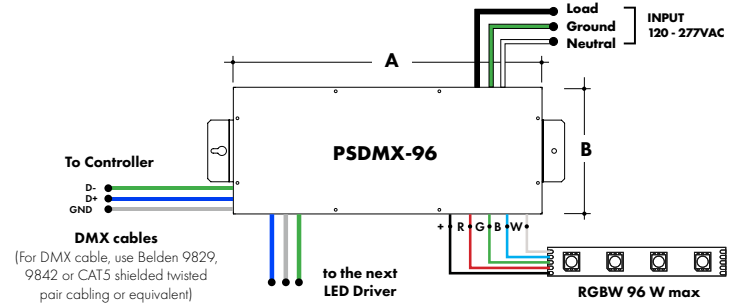 Load
Ground
Neutral
INPUT
120 - 277VAC
A
PSDMX-96
B
To Controller
D-
D+
GND
DMX cables
(For DMX cable, use Belden 9829,
9842 or CAT5 shielded twisted
pair cabling or equivalent)
to the next
LED Driver
+ R G B W
RGBW 96 W max